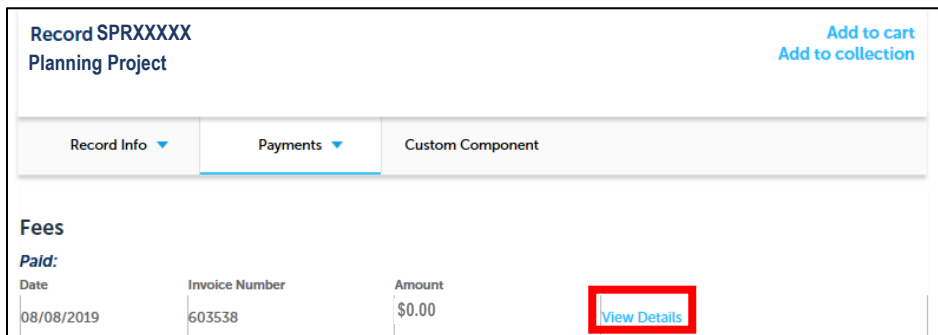 Record SPRXXXXX
Add to cart
Planning Project
Add to collection
Record Info
Payments
Custom Component
Fees
Paid:
Date Invoice Number Amount
08/08/2019 603538 $0.00 View Details